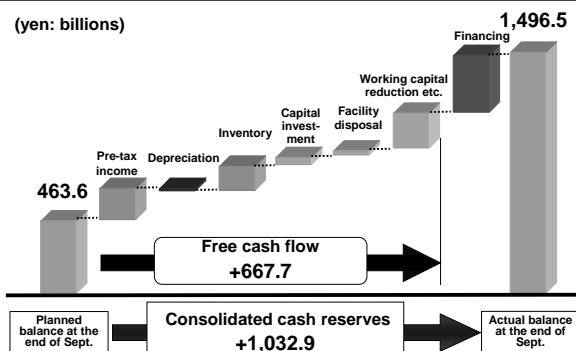 (yen: billions)
1,496.5
Financing
Working capital
reduction etc.
Capital
invest-
ment
Facility
disposal
Inventory
Pre-tax
income
Depreciation
463.6
Free cash flow
+667.7
Planned
balance at the
end of Sept.
Consolidated cash reserves
+1,032.9
Actual balance
at the end of
Sept.